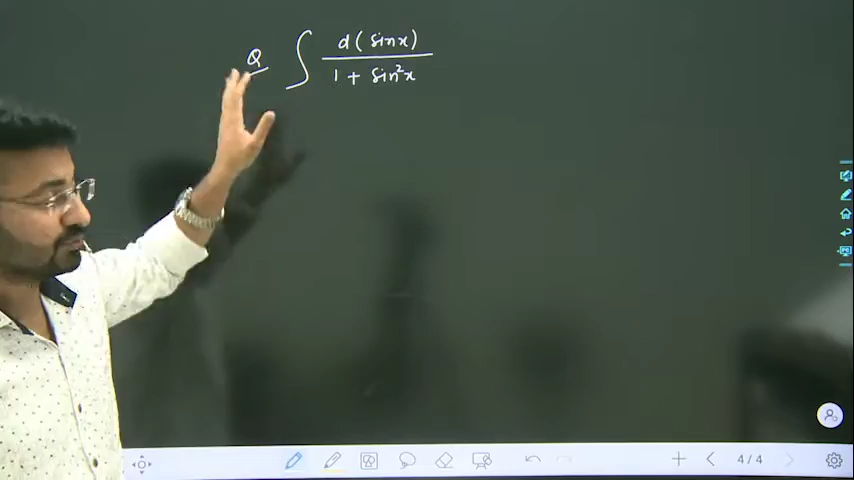 Q ∫ d(sinx) / 1 + sin²x
4/4